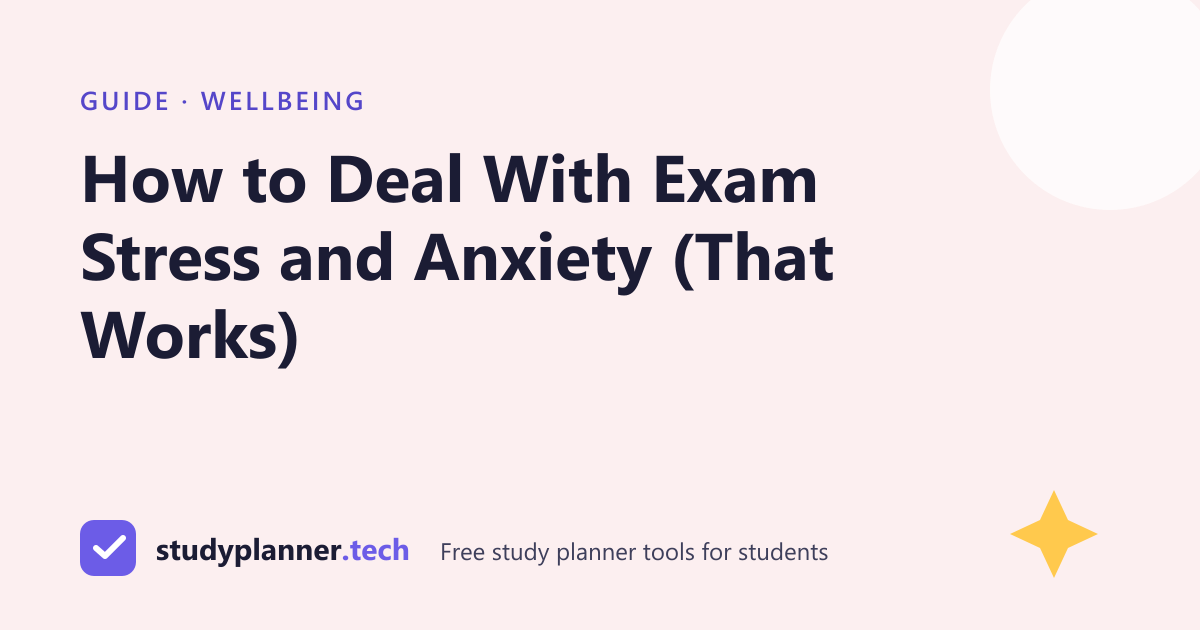 GUIDE · WELLBEING
How to Deal With Exam
Stress and Anxiety (That
Works)
studyplanner.tech Free study planner tools for students